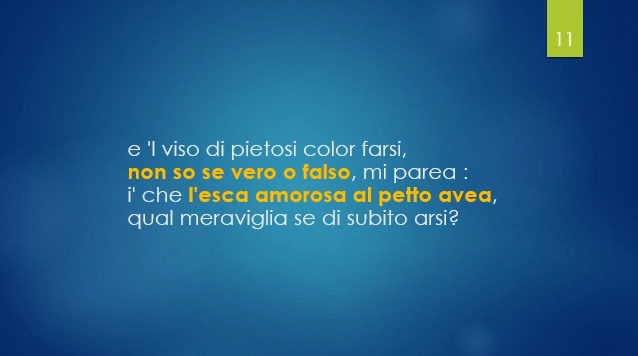 11
e 'l viso di pietosi color farsi,
non so se vero o falso, mi parea :
i' che l'esca amorosa al petto avea,
qual meraviglia se di subito arsi?